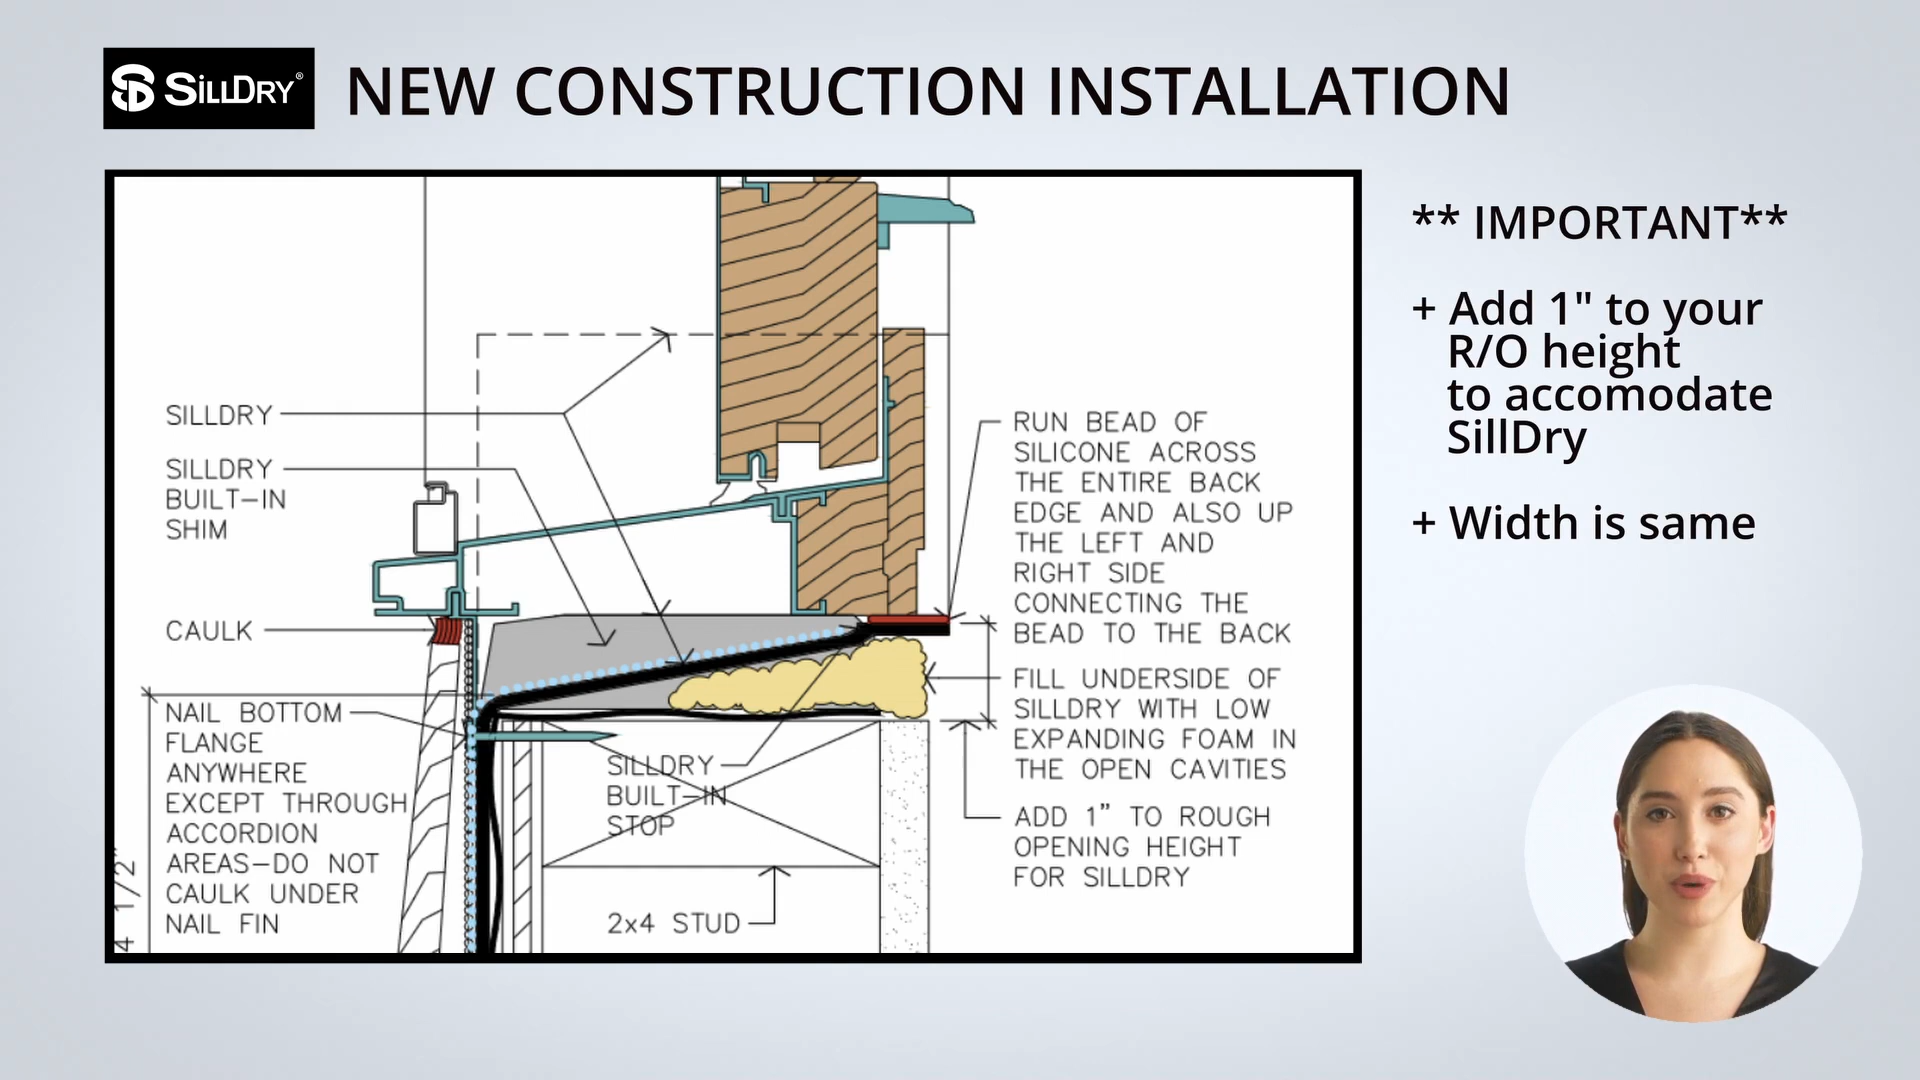 SILLDRY®
NEW CONSTRUCTION INSTALLATION
SILLDRY
SILLDRY
BUILT-IN
SHIM
CAULK
NAIL BOTTOM
FLANGE
ANYWHERE
EXCEPT THROUGH
ACCORDION
AREAS-DO NOT
CAULK UNDER
NAIL FIN
4 1/2"
SILLDRY
BUILT-IN
STOP
2x4 STUD
RUN BEAD OF
SILICONE ACROSS
THE ENTIRE BACK
EDGE AND ALSO UP
THE LEFT AND
RIGHT SIDE
CONNECTING THE
BEAD TO THE BACK
FILL UNDERSIDE OF
SILLDRY WITH LOW
EXPANDING FOAM IN
THE OPEN CAVITIES
ADD 1" TO ROUGH
OPENING HEIGHT
FOR SILLDRY
** IMPORTANT**
+ Add 1" to your
R/O height
to accomodate
SillDry
+ Width is same